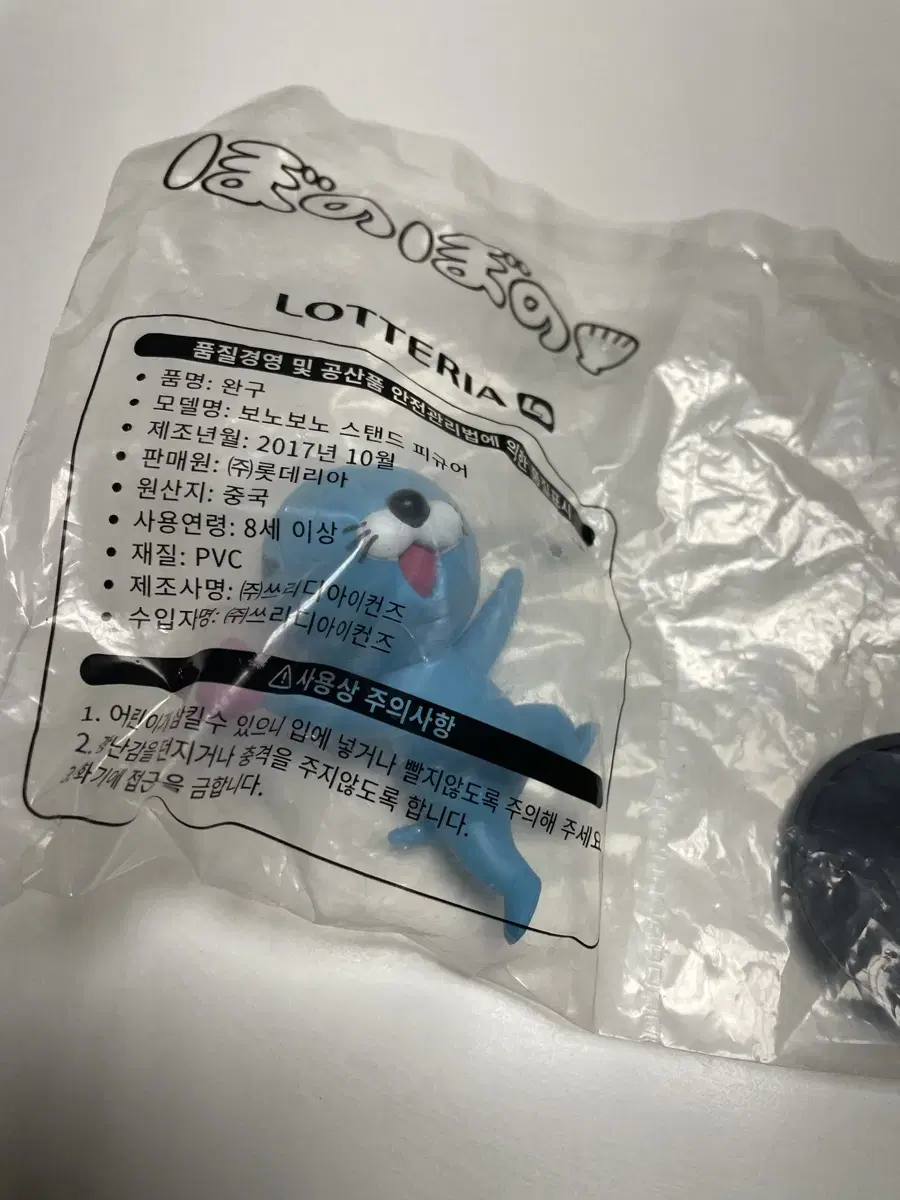 ぼのぼの
LOTTERIA
품질경영 및 공산품 안전관리법에 의한 품질표시
• 품명: 완구
• 모델명: 보노보노 스탠드 피규어
• 제조년월: 2017년 10월
• 판매원: ㈜롯데리아
• 원산지: 중국
• 사용연령: 8세 이상
• 재질: PVC
• 제조사명: ㈜쓰리디아이컨즈
• 수입자명: ㈜쓰리디아이컨즈
⚠사용상 주의사항
1. 어린이가 삼킬 수 있으니 입에 넣거나 빨지않도록 주의해 주세요
2. 장난감을 던지거나 충격을 주지않도록 합니다.
3. 화기에 접근을 금합니다.